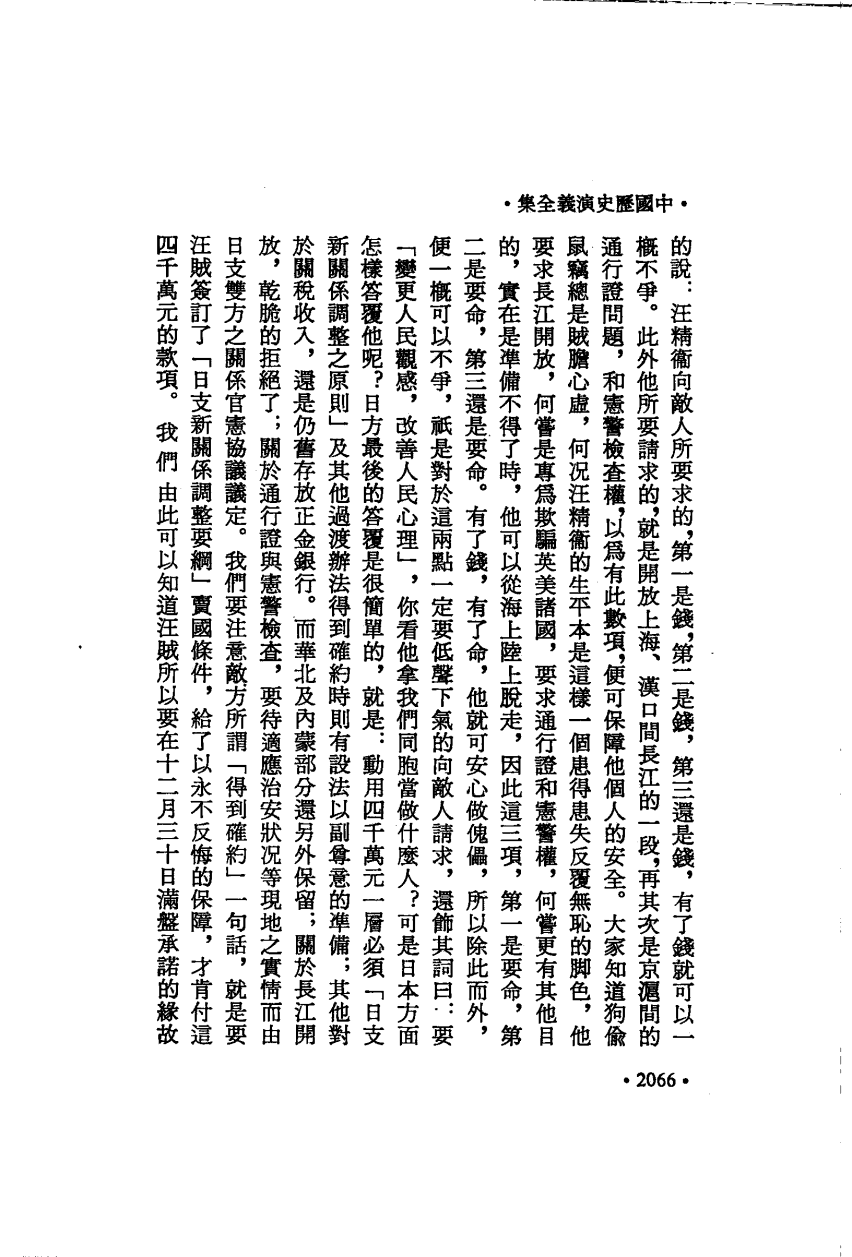 •中國歷史演義全集•
的說：汪精衞向敵人所要求的，第一是錢，第二是錢，第三還是錢，有了錢就可以一
概不爭。此外他所要請求的，就是開放上海、漢口間長江的一段，再其次是京滬間的
通行證問題，和憲警檢查權，以爲有此數項，便可保障他個人的安全。大家知道狗偸
鼠竊總是賊膽心虛，何況汪精衞的生平本是這樣一個患得患失反覆無恥的脚色，他
要求長江開放，何嘗是專爲欺騙英美諸國，要求通行證和憲警權，何嘗更有其他目
的，實在是準備不得了時，他可以從海上陸上脫走，因此這三項，第一是要命，第
二是要命，第三還是要命。有了錢，有了命，他就可安心做傀儡，所以除此而外，
便一概可以不爭，祇是對於這兩點一定要低聲下氣的向敵人請求，還飾其詞曰：要
「變更人民觀感，改善人民心理」，你看他拿我們同胞當做什麼人？可是日本方面
怎樣答覆他呢？日方最後的答覆是很簡單的，就是：動用四千萬元一層必須「日支
新關係調整之原則」及其他過渡辦法得到確約時則有設法以副尊意的準備；其他對
於關稅收入，還是仍舊存放正金銀行。而華北及內蒙部分還另外保留；關於長江開
放，乾脆的拒絕了；關於通行證與憲警檢查，要待適應治安狀况等現地之實情而由
日支雙方之關係官憲協議議定。我們要注意敵方所謂「得到確約」一句話，就是要
汪賊簽訂了「日支新關係調整要綱」賣國條件，給了以永不反悔的保障，才肯付這
四千萬元的款項。我們由此可以知道汪賊所以要在十二月三十日滿盤承諾的緣故
•2066•